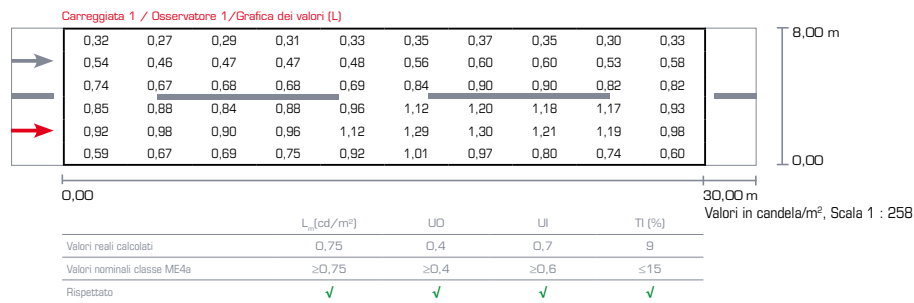 Carreggiata 1 / Osservatore 1/Grafica dei valori (L)
0,32 0,27 0,29 0,31 0,33 0,35 0,37 0,35 0,30 0,33
0,54 0,46 0,47 0,47 0,48 0,56 0,60 0,60 0,53 0,58
0,74 0,67 0,68 0,68 0,69 0,84 0,90 0,90 0,82 0,82
0,85 0,88 0,84 0,88 0,96 1,12 1,20 1,18 1,17 0,93
0,92 0,98 0,90 0,96 1,12 1,29 1,30 1,21 1,19 0,98
0,59 0,67 0,69 0,75 0,92 1,01 0,97 0,80 0,74 0,60
8,00 m
0,00
0,00 30,00 m
Valori in candela/m², Scala 1 : 258
Lm(cd/m²) U0 UI TI (%)
Valori reali calcolati 0,75 0,4 0,7 9
Valori nominali classe ME4a ≥0,75 ≥0,4 ≥0,6 ≤15
Rispettato √ √ √ √